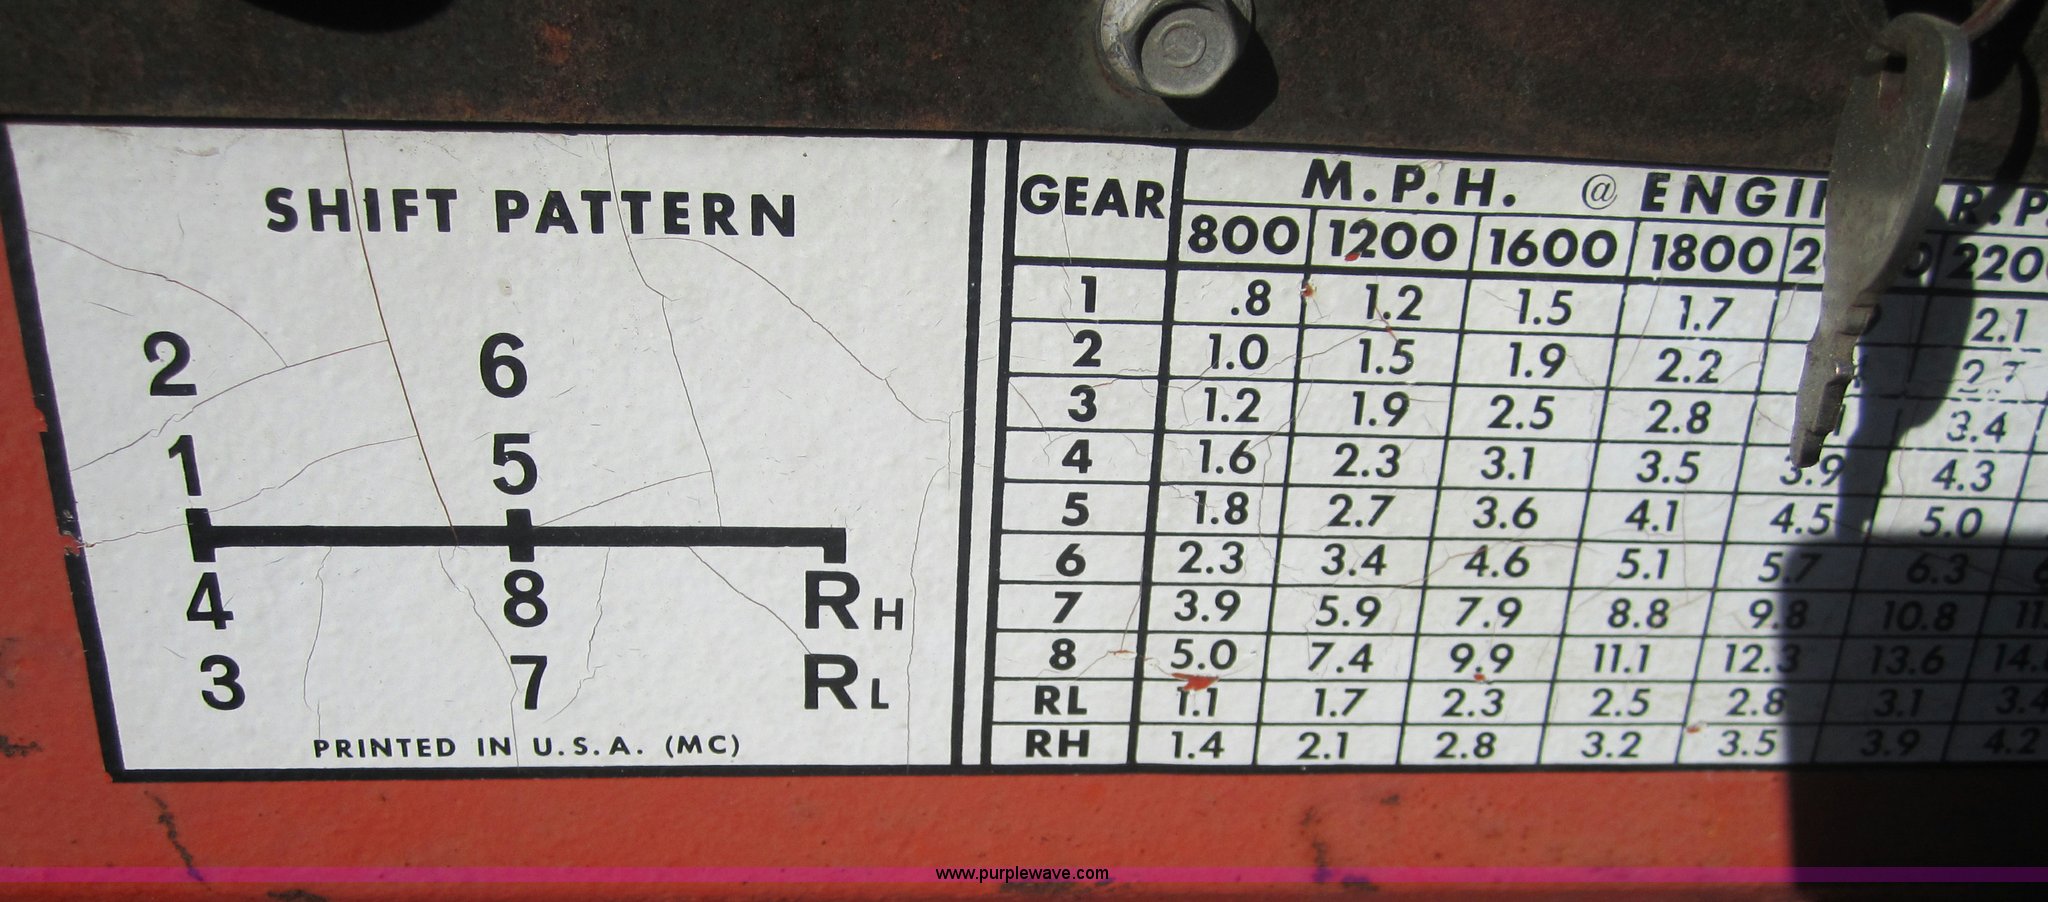 SHIFT PATTERN
2 6
1 5
4 8 RH
3 7 RL
PRINTED IN U.S.A. (MC)
GEAR M.P.H. @
800 1200 1600 1800
1 .8 1.2 1.5 1.7 2.1
2 1.0 1.5 1.9 2.2 2.7
3 1.2 1.9 2.5 2.8 3.4
4 1.6 2.3 3.1 3.5 3.9 4.3
5 1.8 2.7 3.6 4.1 4.5 5.0
6 2.3 3.4 4.6 5.1 5.7 6.3
7 3.9 5.9 7.9 8.8 9.8 10.8
8 5.0 7.4 9.9 11.1 12.3 13.6
RL 1.1 1.7 2.3 2.5 2.8 3.1 3.4
RH 1.4 2.1 2.8 3.2 3.5 3.9 4.2
www.purplewave.com